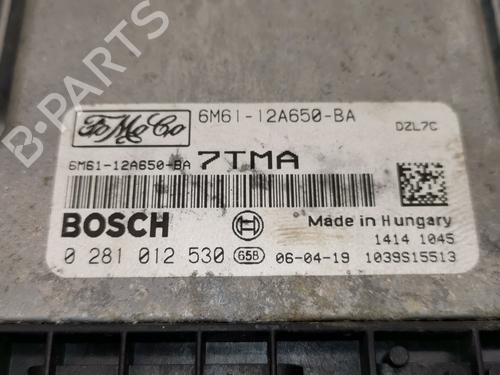 FoMoCo
6M61-12A650-BA
DZL7C
6M61-12A650-BA 7TMA
BOSCH
Made in Hungary
1414 1045
0 281 012 530 658 06-04-19 1039S15513
B-PARTS